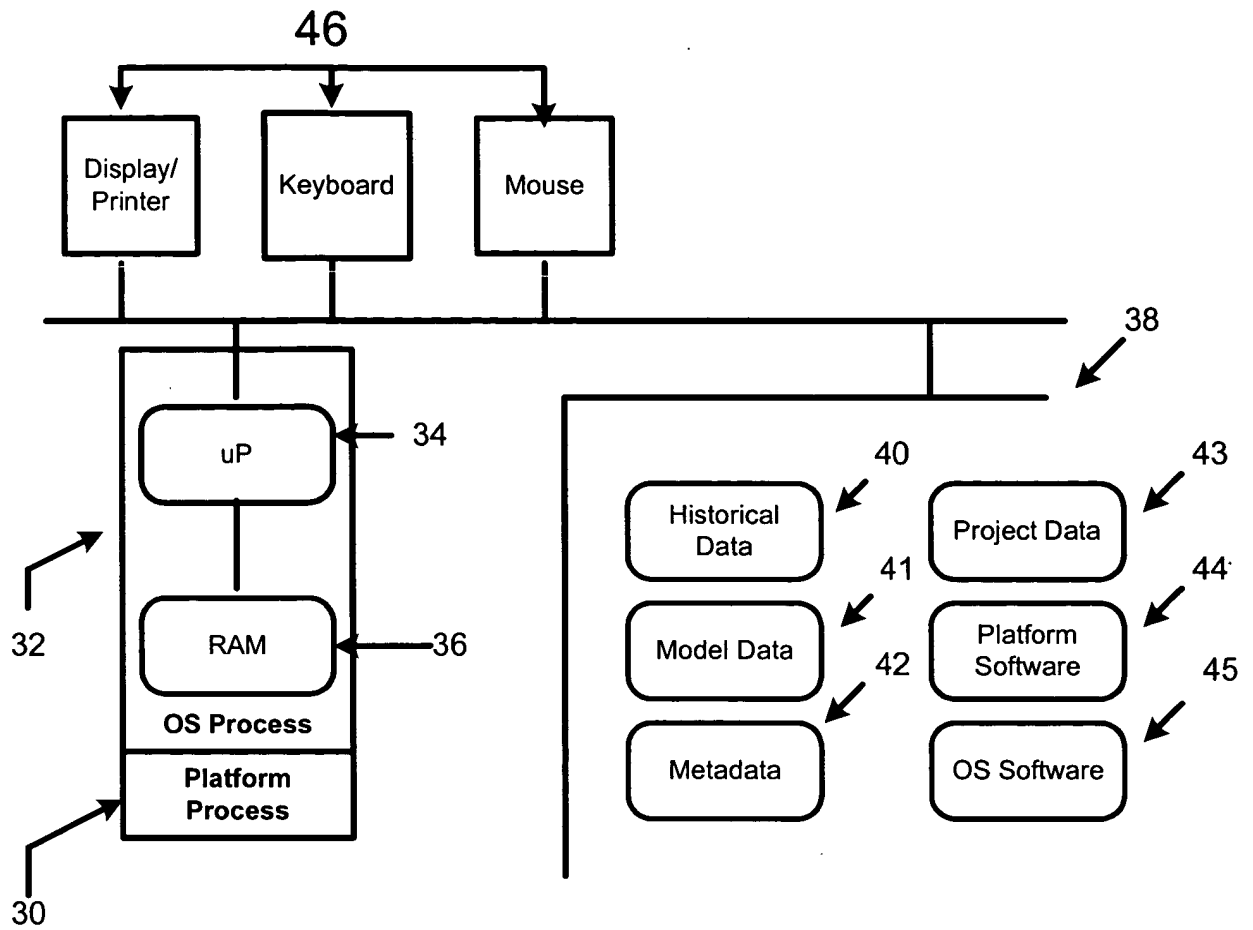 46
Display/
Printer
Keyboard
Mouse
38
uP
34
40
43
Historical
Data
Project Data
32
41
44
RAM
36
Model Data
42
Platform
Software
45
OS Process
Metadata
OS Software
Platform
Process
30